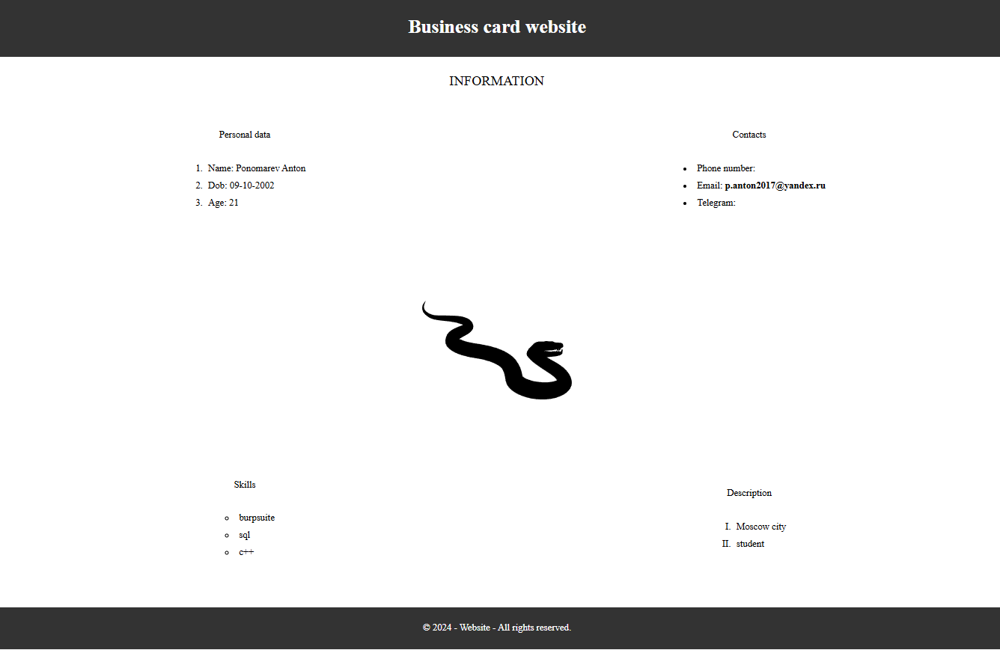 Business card website
INFORMATION
Personal data
1. Name: Ponomarev Anton
2. Dob: 09-10-2002
3. Age: 21
Contacts
• Phone number:
• Email: p.anton2017@yandex.ru
• Telegram:
Skills
○ burpsuite
○ sql
○ c++
Description
I. Moscow city
II. student
© 2024 - Website - All rights reserved.